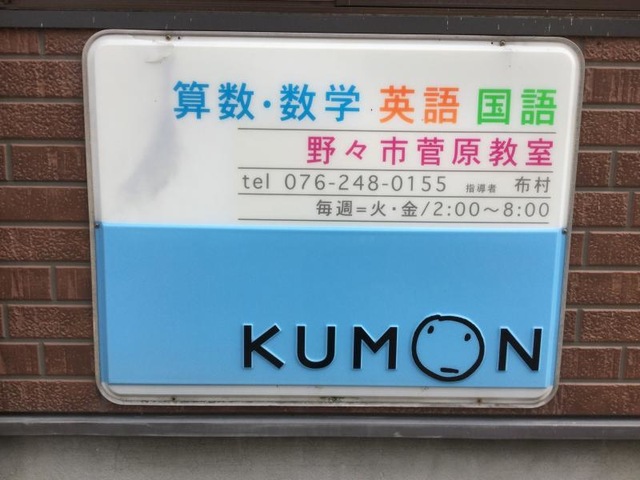 算数・数学 英語 国語
野々市菅原教室
tel 076-248-0155 指導者 布村
毎週=火・金/2:00～8:00
KUMON